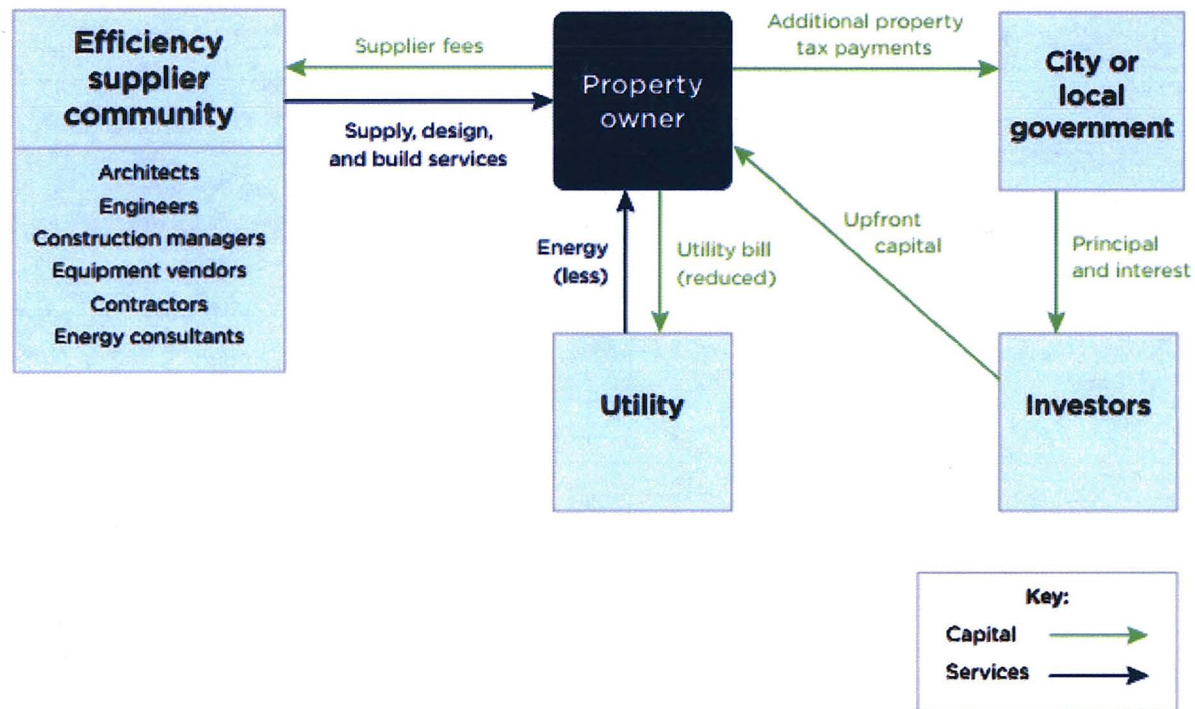 Efficiency
supplier
community
Architects
Engineers
Construction managers
Equipment vendors
Contractors
Energy consultants
Supplier fees
Supply, design,
and build services
Property
owner
Additional property
tax payments
City or
local
government
Energy
(less)
Utility bill
(reduced)
Upfront
capital
Principal
and interest
Utility
Investors
Key:
Capital
Services